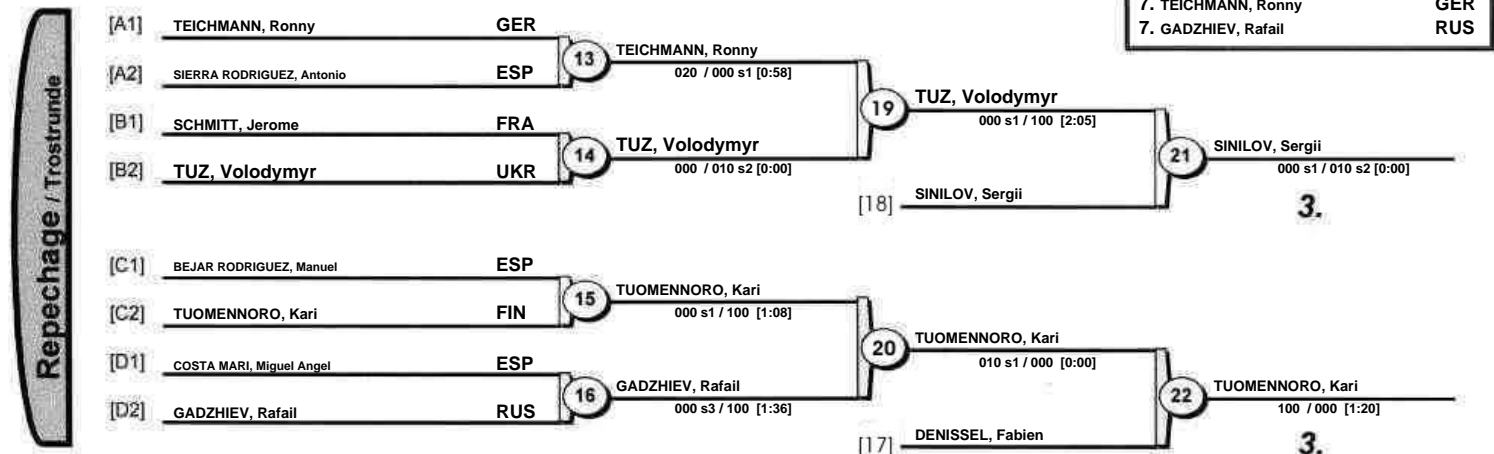 7. TEICHMANN, Ronny GER
7. GADZHIEV, Rafail RUS
Repechage / Trostrunde
[A1] TEICHMANN, Ronny GER
13 TEICHMANN, Ronny
020 / 000 s1 [0:58]
[A2] SIERRA RODRIGUEZ, Antonio ESP
19 TUZ, Volodymyr
000 s1 / 100 [2:05]
[B1] SCHMITT, Jerome FRA
14 TUZ, Volodymyr
000 / 010 s2 [0:00]
[B2] TUZ, Volodymyr UKR
21 SINILOV, Sergii
000 s1 / 010 s2 [0:00]
[18] SINILOV, Sergii
3.
[C1] BEJAR RODRIGUEZ, Manuel ESP
15 TUOMENNORO, Kari
000 s1 / 100 [1:08]
[C2] TUOMENNORO, Kari FIN
20 TUOMENNORO, Kari
010 s1 / 000 [0:00]
[D1] COSTA MARI, Miguel Angel ESP
16 GADZHIEV, Rafail
000 s3 / 100 [1:36]
[D2] GADZHIEV, Rafail RUS
22 TUOMENNORO, Kari
100 / 000 [1:20]
[17] DENISSEL, Fabien
3.